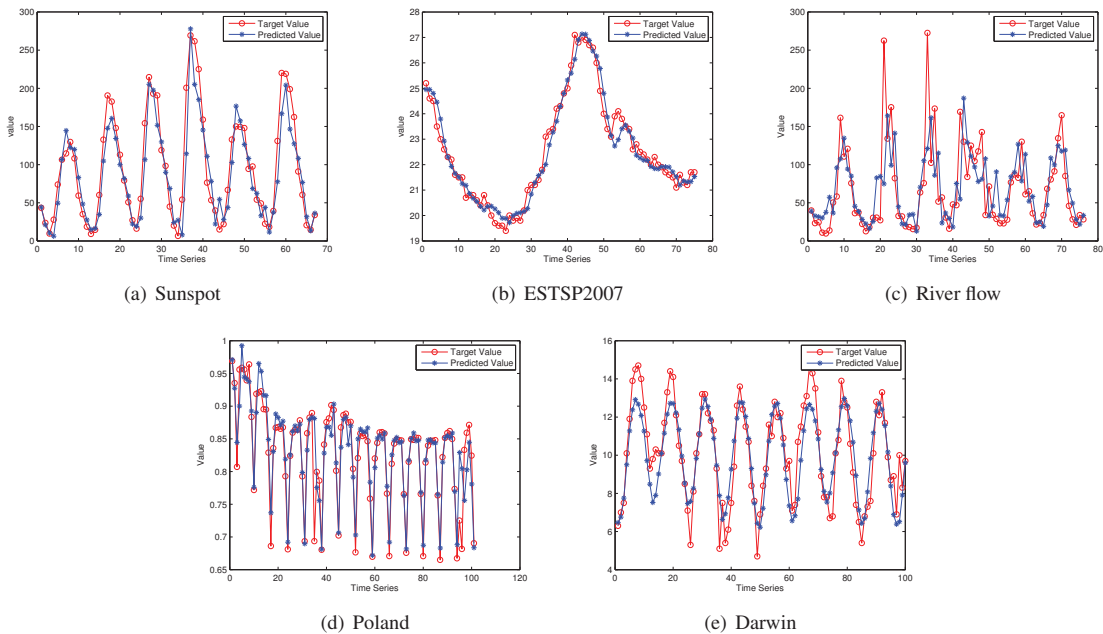 300
250
200
150
100
50
0
value
0 10 20 30 40 50 60 70
Time Series
Target Value
Predicted Value
(a) Sunspot
28
27
26
25
24
23
22
21
20
19
value
0 10 20 30 40 50 60 70 80
Time Series
Target Value
Predicted Value
(b) ESTSP2007
300
250
200
150
100
50
0
Value
0 10 20 30 40 50 60 70 80
Time Series
Target Value
Predicted Value
(c) River flow
1
0.95
0.9
0.85
0.8
0.75
0.7
0.65
Value
0 20 40 60 80 100 120
Time Series
Target Value
Predicted Value
(d) Poland
16
14
12
10
8
6
4
Value
0 20 40 60 80 100
Time Series
Target Value
Predicted Value
(e) Darwin